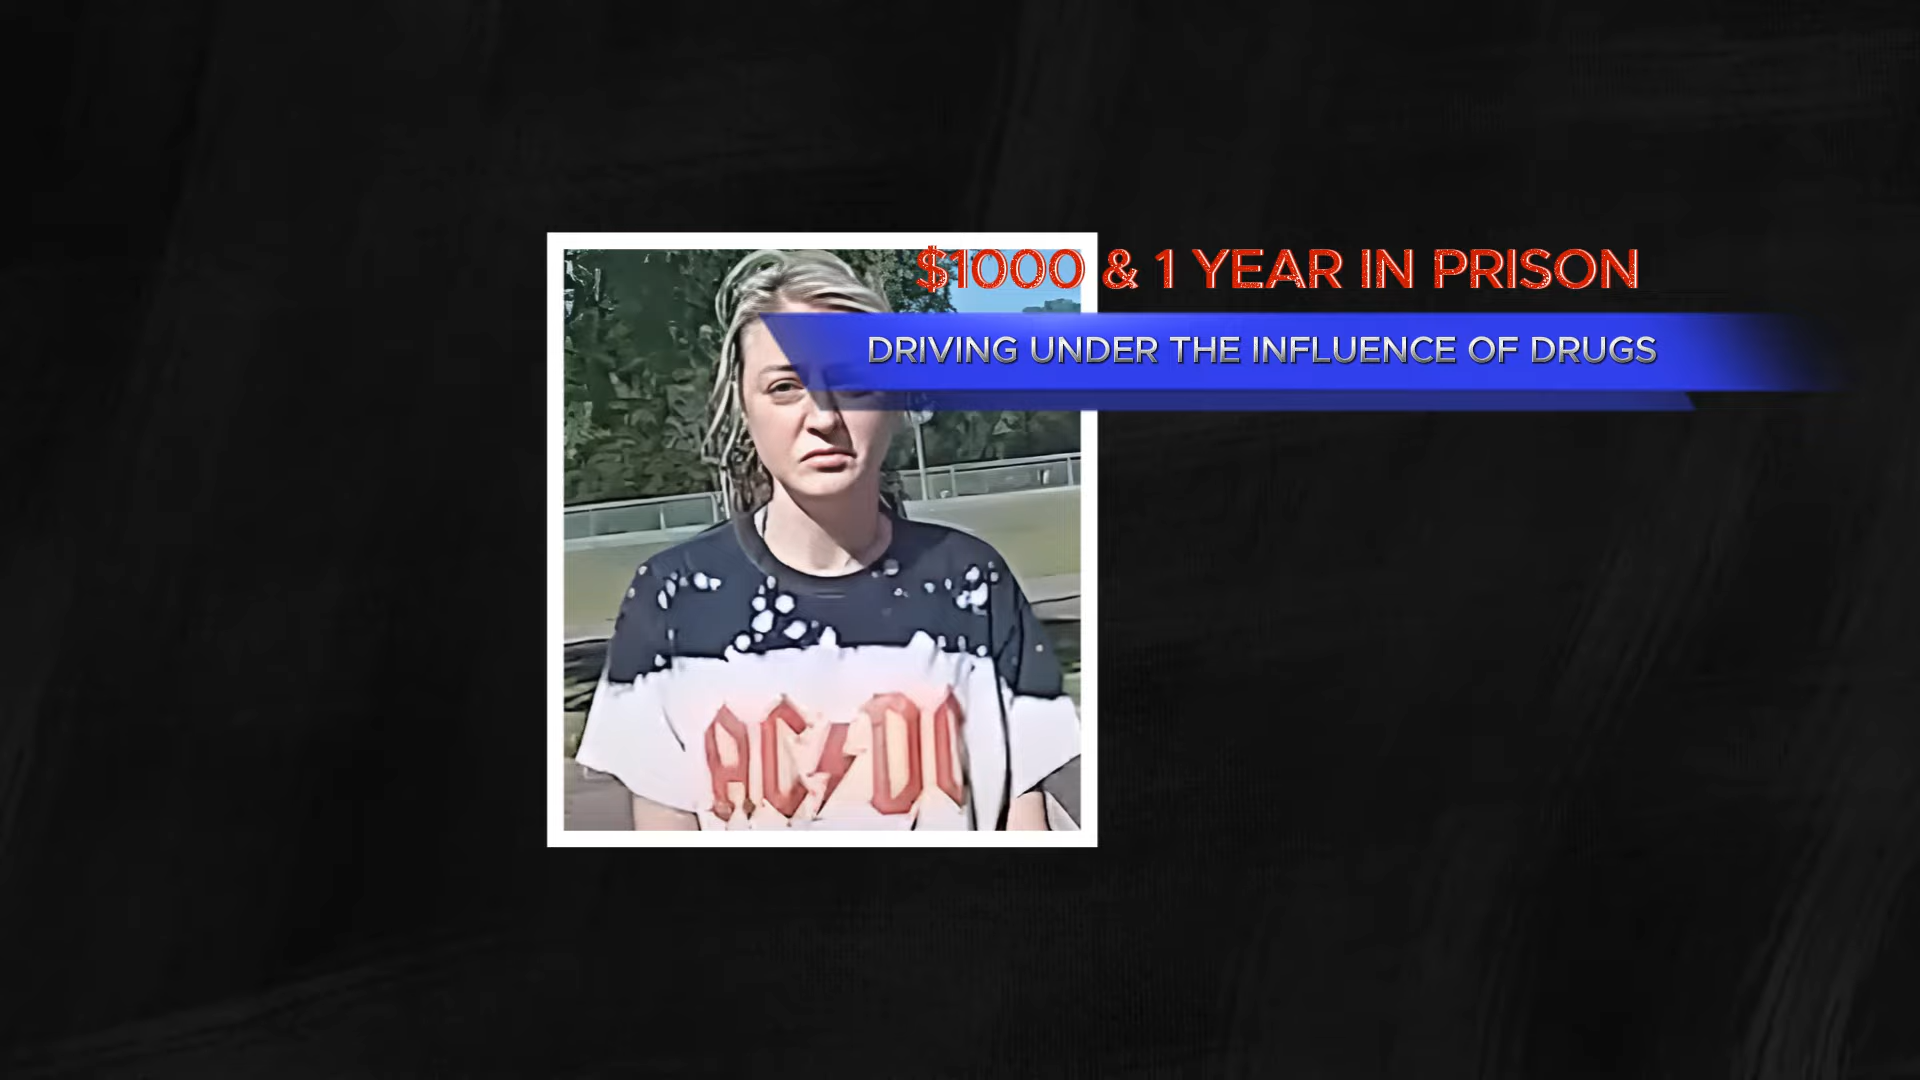 $1000 & 1 YEAR IN PRISON
DRIVING UNDER THE INFLUENCE OF DRUGS
AC/DC